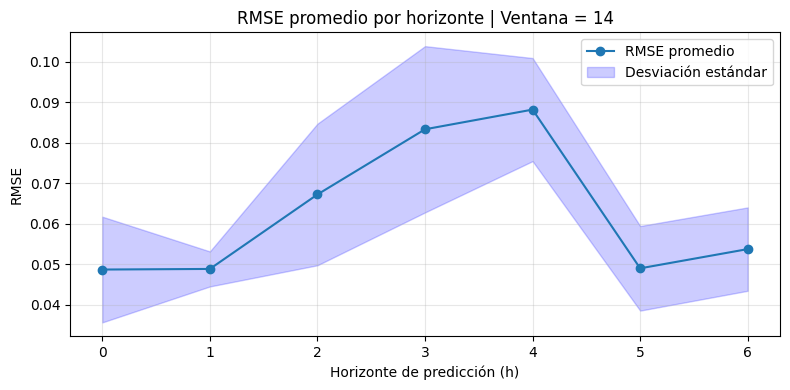 RMSE promedio por horizonte | Ventana = 14
RMSE promedio
Desviación estándar
RMSE
0.10
0.09
0.08
0.07
0.06
0.05
0.04
0 1 2 3 4 5 6
Horizonte de predicción (h)